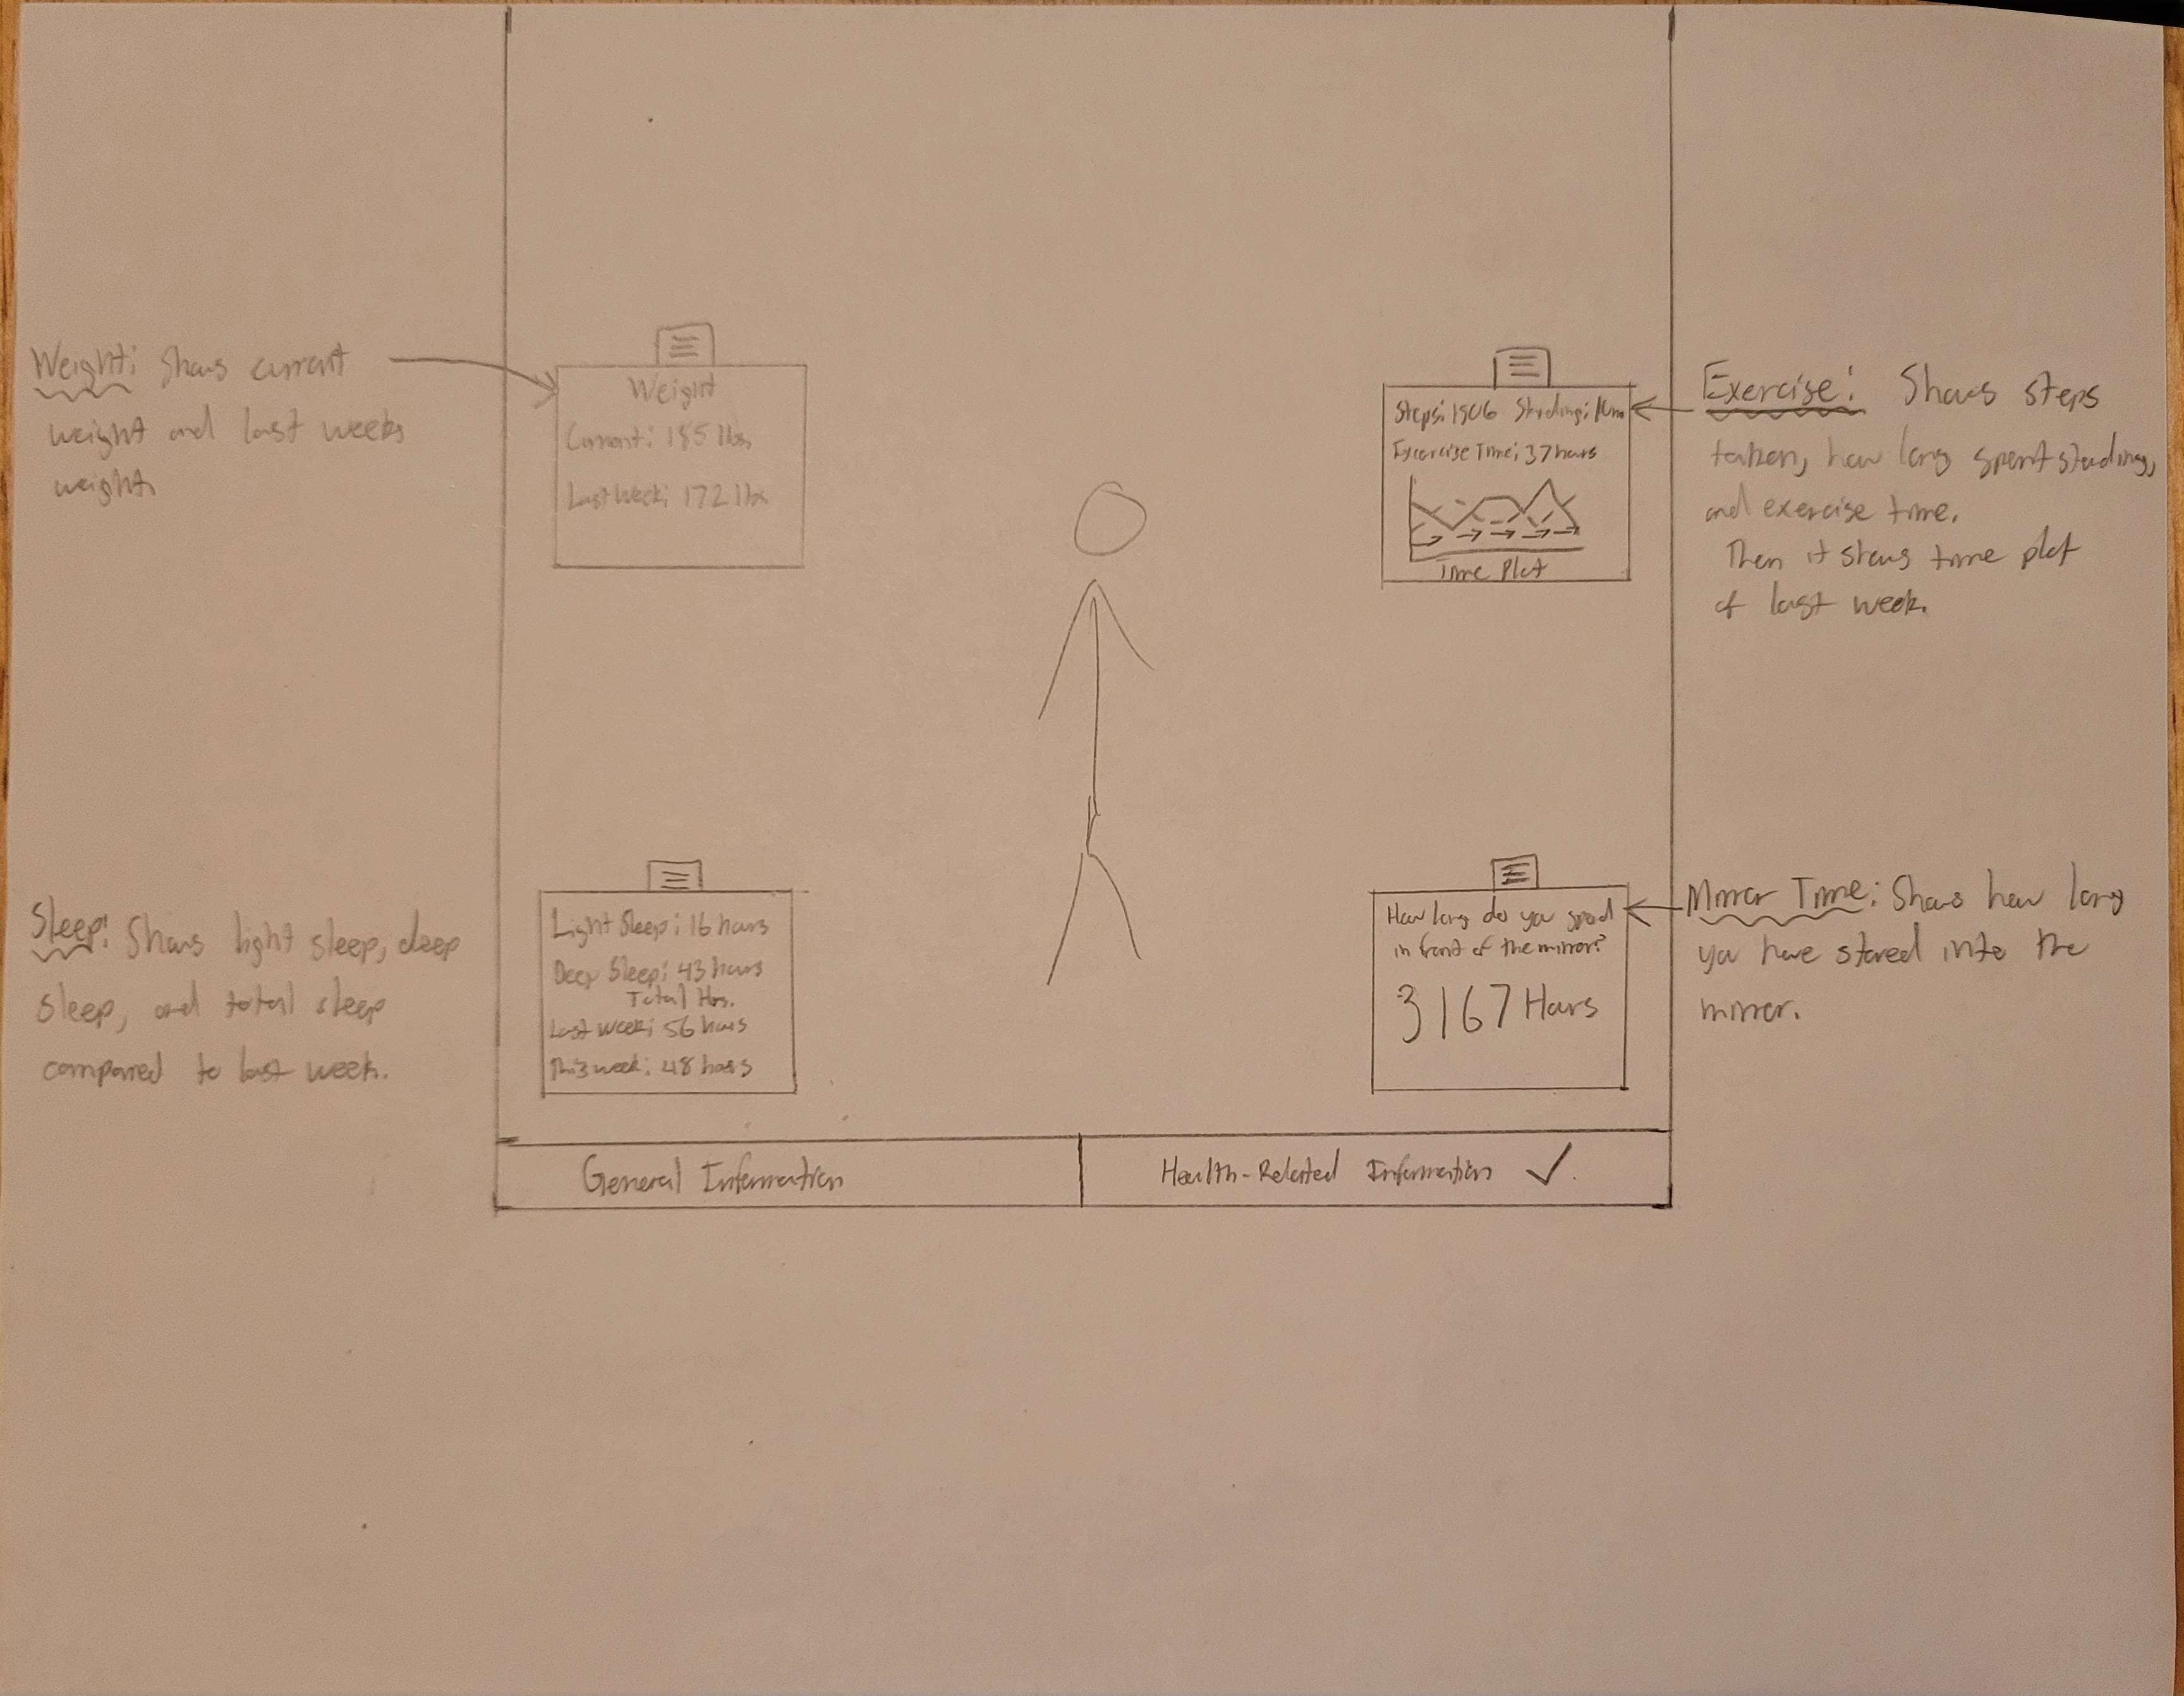 Weight: Shows current
weight and last weeks
weight.
Weight
Current: 185 lbs
Last Week: 172 lbs
Steps: 1506 Standing:
Excercise Time: 37 hours
Time Plot
Exercise: Shows steps
taken, how long spent standing,
and exercise time.
Then it shows time plot
of last week.
Sleep: Shows light sleep, deep
sleep, and total sleep
compared to last week.
Light Sleep: 16 hours
Deep Sleep: 43 hours
Total Hrs.
Last Week: 56 hours
This week: 48 hours
How long do you spend
in front of the mirror?
3167 Hours
Mirror Time: Shows how long
you have stared into the
mirror.
General Information
Health-Related Information ✓